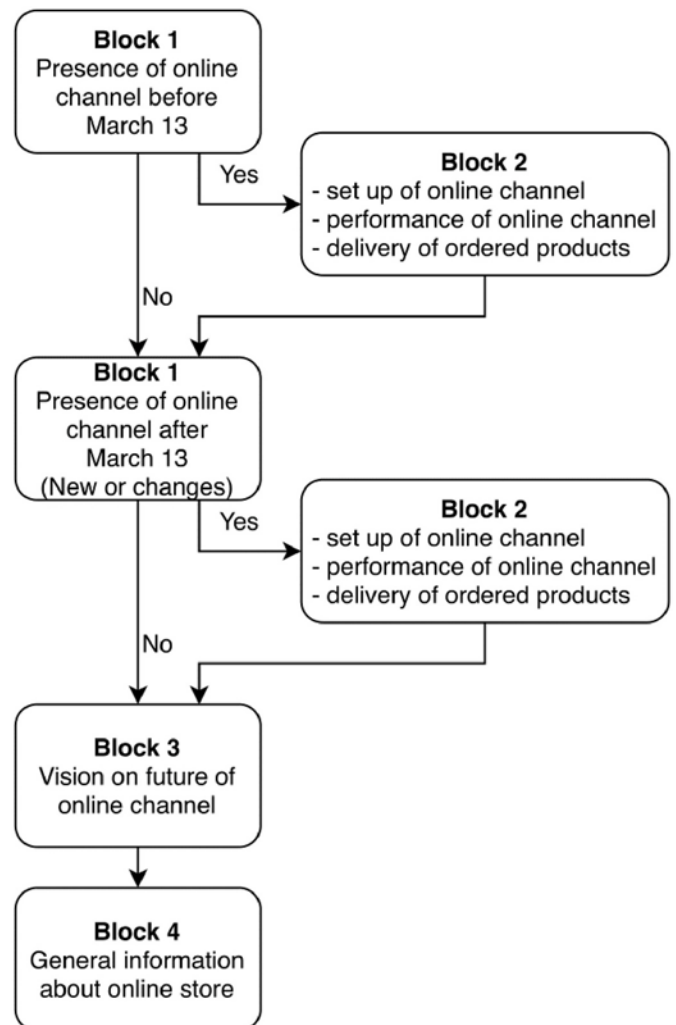 Block 1
Presence of online
channel before
March 13
Yes
Block 2
- set up of online channel
- performance of online channel
- delivery of ordered products
No
Block 1
Presence of online
channel after
March 13
(New or changes)
Yes
Block 2
- set up of online channel
- performance of online channel
- delivery of ordered products
No
Block 3
Vision on future of
online channel
Block 4
General information
about online store